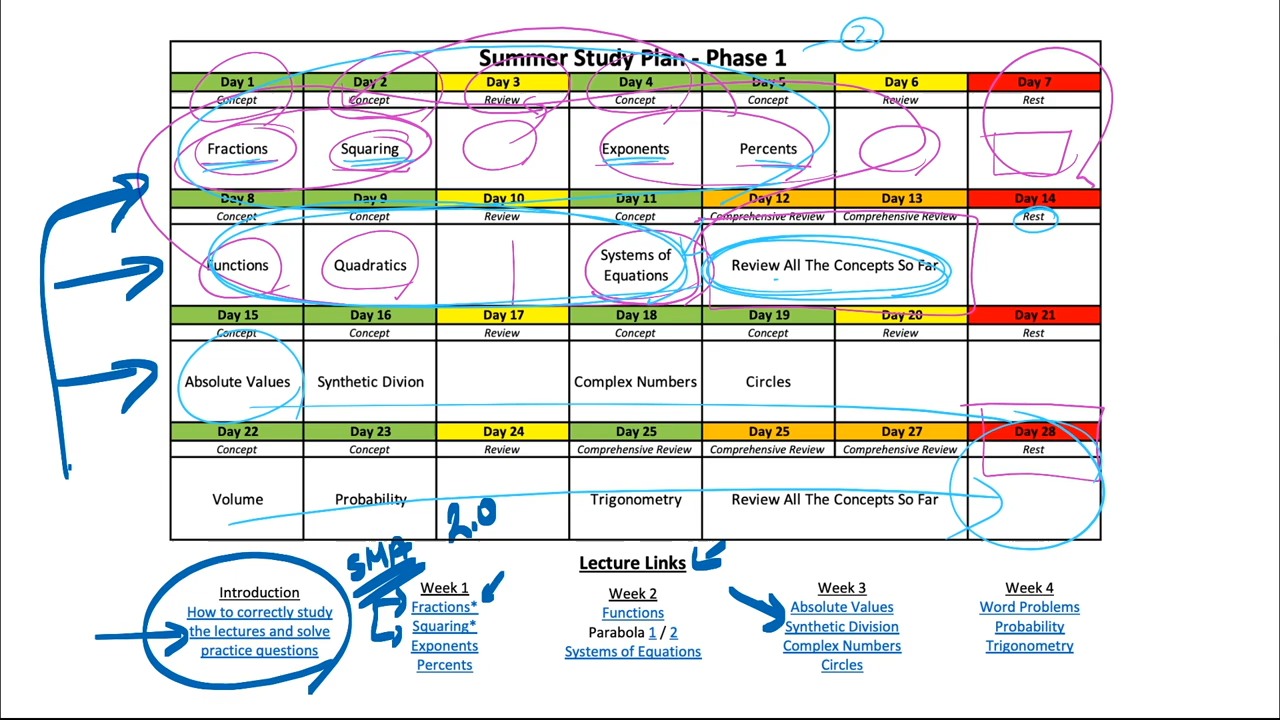 2
Summer Study Plan - Phase 1
Day 1 Day 2 Day 3 Day 4 Day 5 Day 6 Day 7
Concept Concept Review Concept Concept Review Rest
Fractions Squaring Exponents Percents
Day 8 Day 9 Day 10 Day 11 Day 12 Day 13 Day 14
Concept Concept Review Concept Comprehensive Review Comprehensive Review Rest
Functions Quadratics Systems of Equations Review All The Concepts So Far
Day 15 Day 16 Day 17 Day 18 Day 19 Day 20 Day 21
Concept Concept Review Concept Concept Review Rest
Absolute Values Synthetic Divion Complex Numbers Circles
Day 22 Day 23 Day 24 Day 25 Day 25 Day 27 Day 28
Concept Concept Review Comprehensive Review Comprehensive Review Comprehensive Review Rest
Volume Probability Trigonometry Review All The Concepts So Far
2.0
Lecture Links
Introduction
How to correctly study
the lectures and solve
practice questions
Week 1
Fractions*
Squaring*
Exponents
Percents
Week 2
Functions
Parabola 1 / 2
Systems of Equations
Week 3
Absolute Values
Synthetic Division
Complex Numbers
Circles
Week 4
Word Problems
Probability
Trigonometry